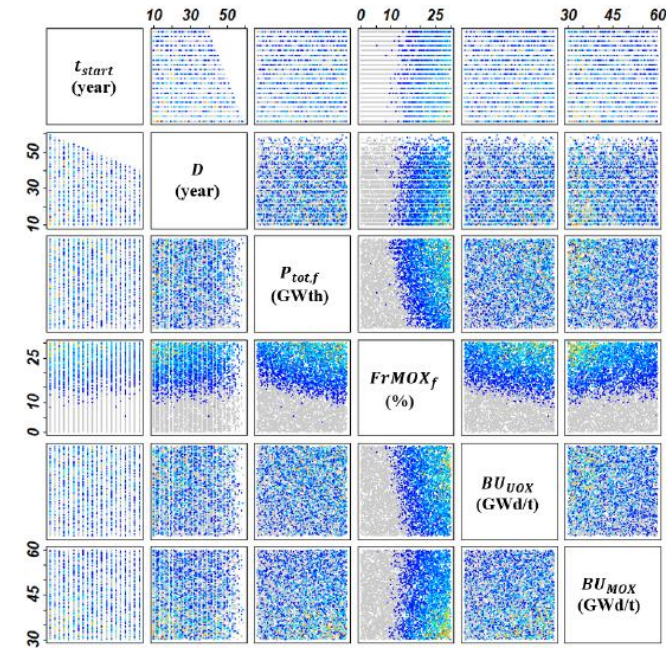 10 30 50 0 10 25 30 45 60
t_start
(year)
D
(year)
10 30 50
P_tot,f
(GWth)
FrMOX_f
(%)
0 10 25
BU_UOX
(GWd/t)
BU_MOX
(GWd/t)
30 45 60